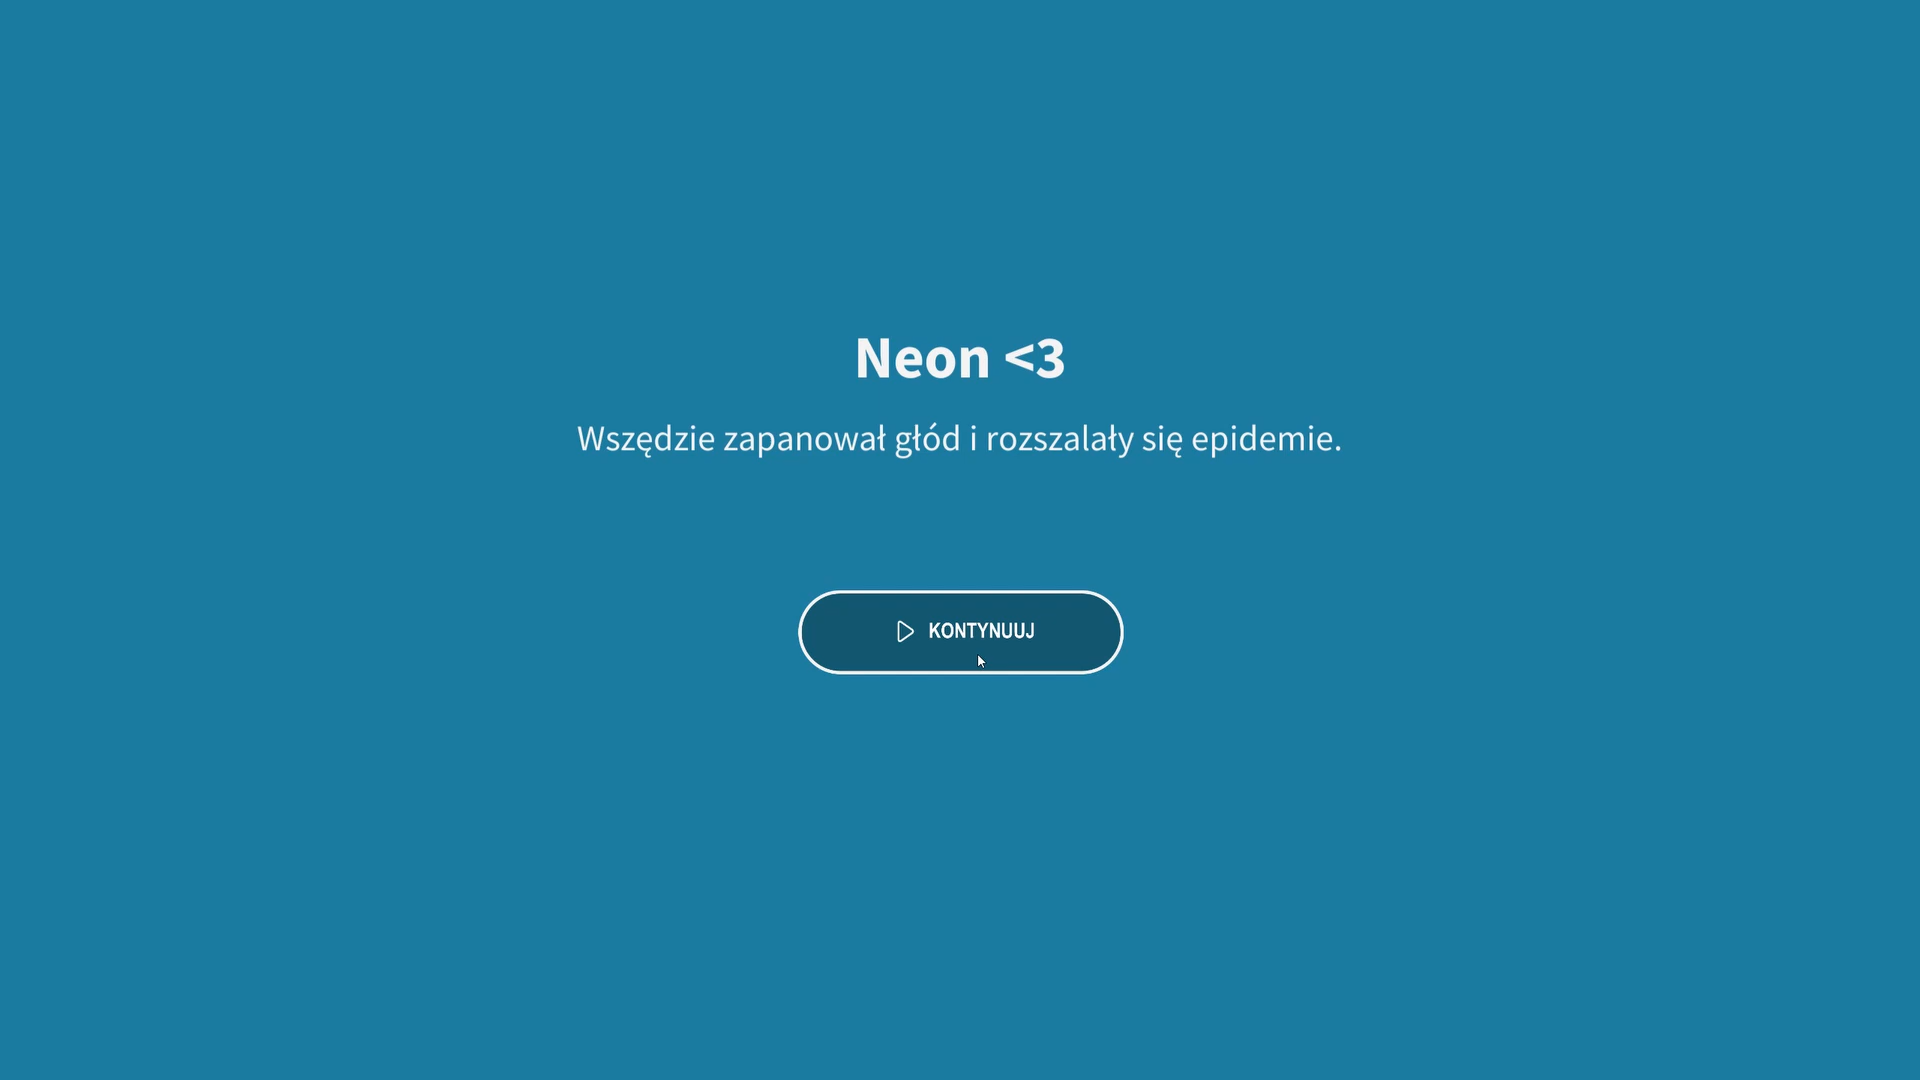 Neon <3
Wszędzie zapanował głód i rozszalały się epidemie.
KONTYNUUJ